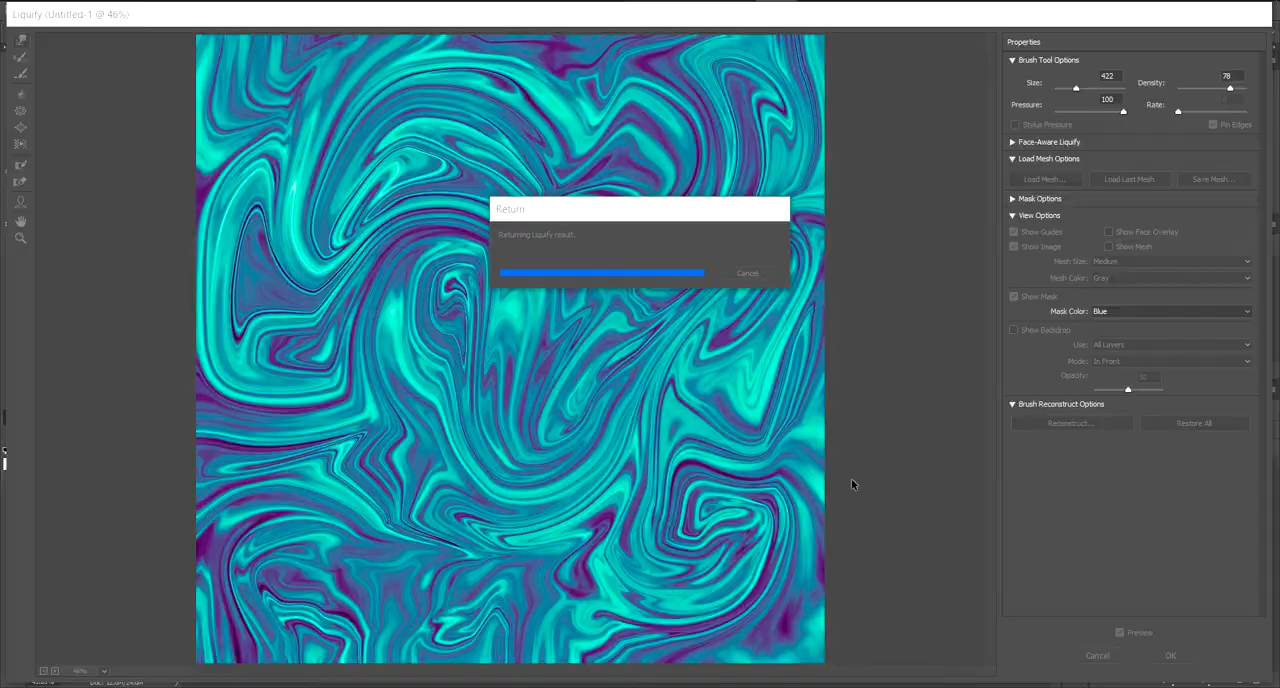 Liquify (Untitled-1 @ 46%)
Properties
Brush Tool Options
Size: 422 Density: 78
Pressure: 100 Rate:
Stylus Pressure Pin Edges
Face-Aware Liquify
Load Mesh Options
Load Mesh... Load Last Mesh Save Mesh...
Mask Options
View Options
Show Guides Show Face Overlay
Show Image Show Mesh
Mesh Size: Medium
Mesh Color: Gray
Show Mask
Mask Color: Blue
Show Backdrop
Use: All Layers
Mode: In Front
Opacity: 50
Brush Reconstruct Options
Reconstruct... Restore All
Preview
Cancel OK
Return
Returning Liquify result.
Cancel
46%